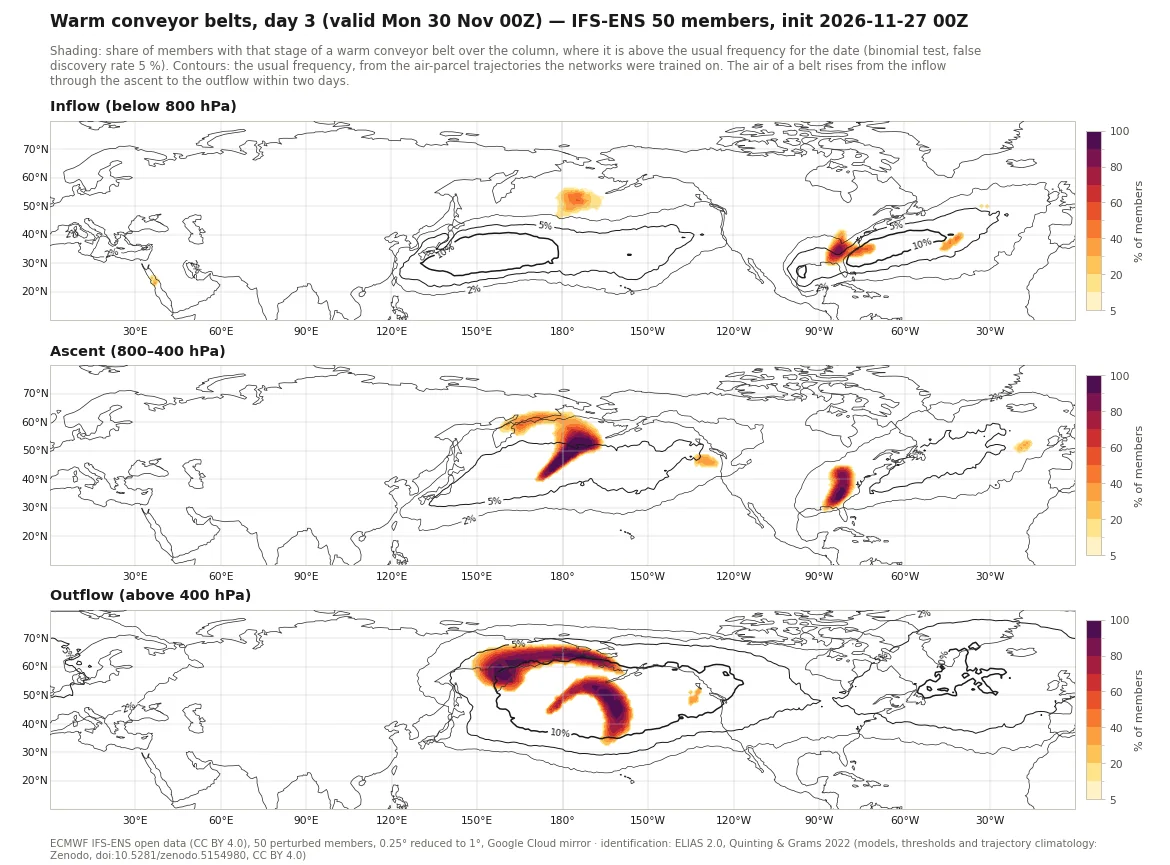 Warm conveyor belts, day 3 (valid Mon 30 Nov 00Z) — IFS-ENS 50 members, init 2026-11-27 00Z
Shading: share of members with that stage of a warm conveyor belt over the column, where it is above the usual frequency for the date (binomial test, false
discovery rate 5 %). Contours: the usual frequency, from the air-parcel trajectories the networks were trained on. The air of a belt rises from the inflow
through the ascent to the outflow within two days.
Inflow (below 800 hPa)
70°N
60°N
50°N
40°N
30°N
20°N
2%
2%
5%
10%
2%
5%
10%
2%
30°E 60°E 90°E 120°E 150°E 180° 150°W 120°W 90°W 60°W 30°W
100
80
60
40
20
5
% of members
Ascent (800–400 hPa)
70°N
60°N
50°N
40°N
30°N
20°N
5%
2%
2%
30°E 60°E 90°E 120°E 150°E 180° 150°W 120°W 90°W 60°W 30°W
100
80
60
40
20
5
% of members
Outflow (above 400 hPa)
70°N
60°N
50°N
40°N
30°N
20°N
5%
2%
5%
10%
2%
10%
30°E 60°E 90°E 120°E 150°E 180° 150°W 120°W 90°W 60°W 30°W
100
80
60
40
20
5
% of members
ECMWF IFS-ENS open data (CC BY 4.0), 50 perturbed members, 0.25° reduced to 1°, Google Cloud mirror · identification: ELIAS 2.0, Quinting & Grams 2022 (models, thresholds and trajectory climatology:
Zenodo, doi:10.5281/zenodo.5154980, CC BY 4.0)